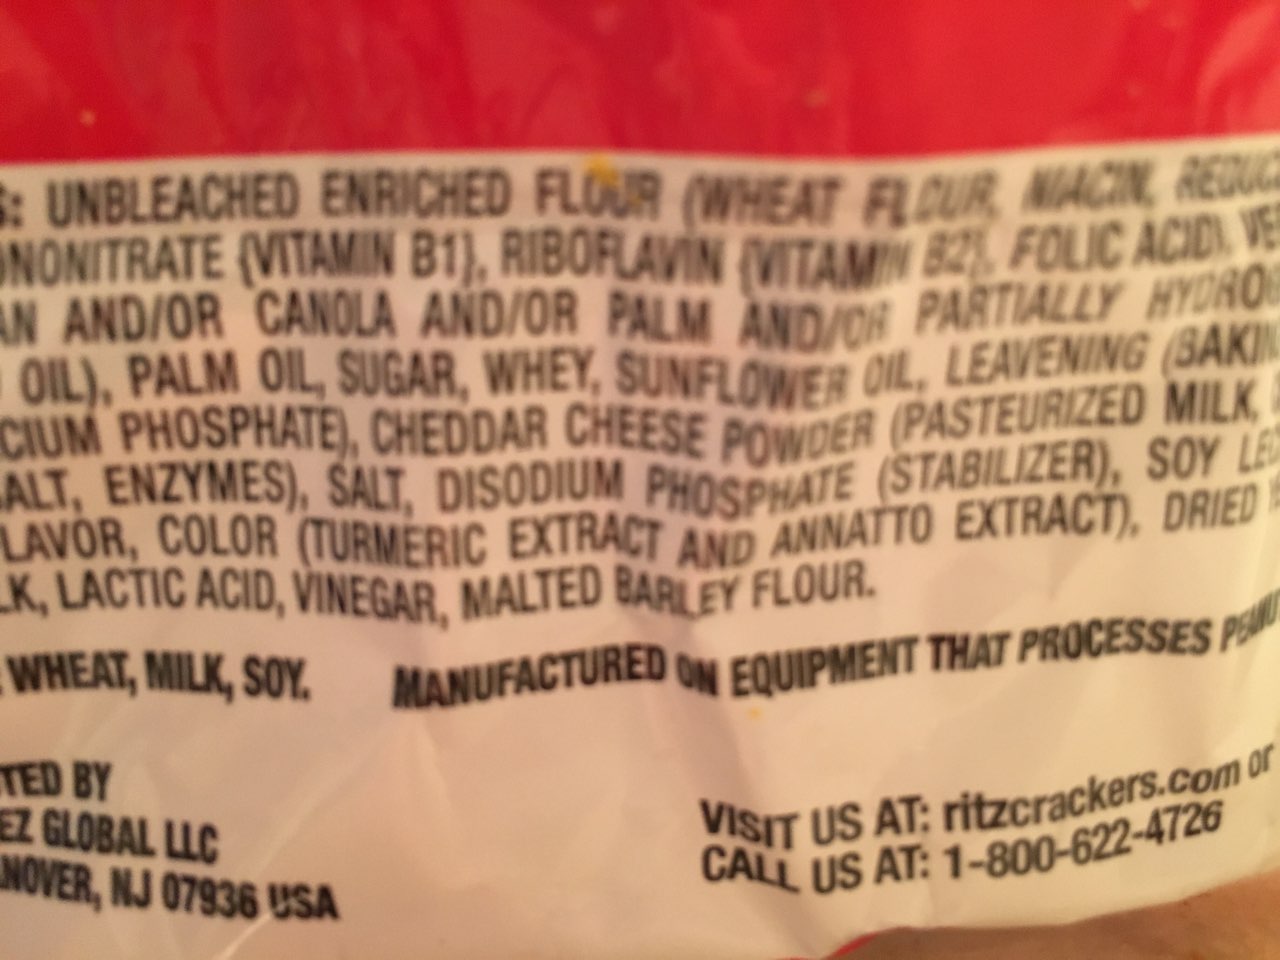 S: UNBLEACHED ENRICHED FLOUR (WHEAT FLOUR, NIACIN, REDUC
ONONITRATE {VITAMIN B1}, RIBOFLAVIN {VITAMIN B2}, FOLIC ACID), VE
AN AND/OR CANOLA AND/OR PALM AND/OR PARTIALLY HYDROG
OIL), PALM OIL, SUGAR, WHEY, SUNFLOWER OIL, LEAVENING (BAKIN
CIUM PHOSPHATE), CHEDDAR CHEESE POWDER (PASTEURIZED MILK,
ALT, ENZYMES), SALT, DISODIUM PHOSPHATE (STABILIZER), SOY LEC
LAVOR, COLOR (TURMERIC EXTRACT AND ANNATTO EXTRACT), DRIED
LK, LACTIC ACID, VINEGAR, MALTED BARLEY FLOUR.
: WHEAT, MILK, SOY. MANUFACTURED ON EQUIPMENT THAT PROCESSES PEANU
TED BY
EZ GLOBAL LLC
NOVER, NJ 07936 USA
VISIT US AT: ritzcrackers.com or
CALL US AT: 1-800-622-4726